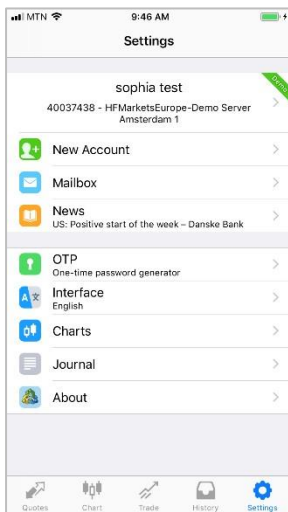 MTN 9:46 AM
Settings
Demo
sophia test
40037438 - HFMarketsEurope-Demo Server
Amsterdam 1
New Account
Mailbox
News
US: Positive start of the week – Danske Bank
OTP
One-time password generator
Interface
English
Charts
Journal
About
Quotes Chart Trade History Settings